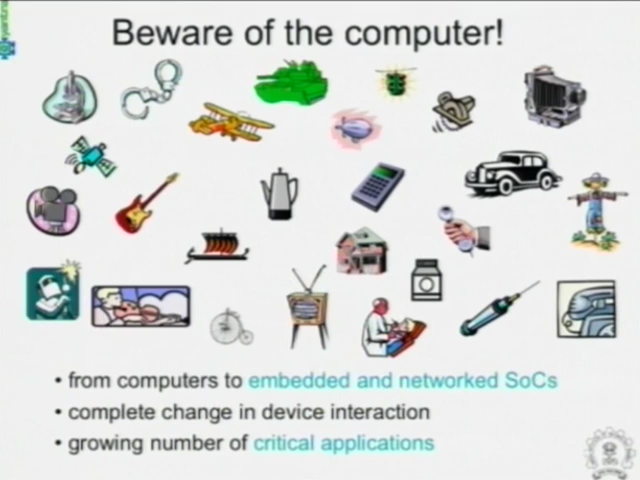 Beware of the computer!
• from computers to embedded and networked SoCs
• complete change in device interaction
• growing number of critical applications